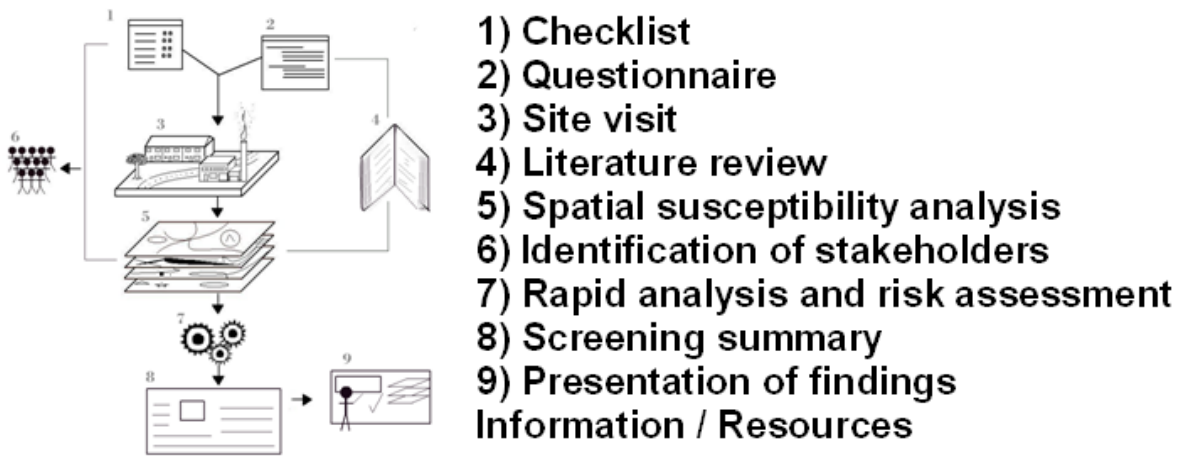 1
2
3
4
5
6
7
8
9
1) Checklist
2) Questionnaire
3) Site visit
4) Literature review
5) Spatial susceptibility analysis
6) Identification of stakeholders
7) Rapid analysis and risk assessment
8) Screening summary
9) Presentation of findings
Information / Resources